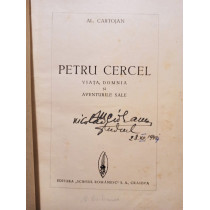 AL. CARTOJAN
PETRU CERCEL
VIAȚA, DOMNIA
ȘI
AVENTURILE SALE
EDITURA „SCRISUL ROMÂNESC” S. A. CRAIOVA